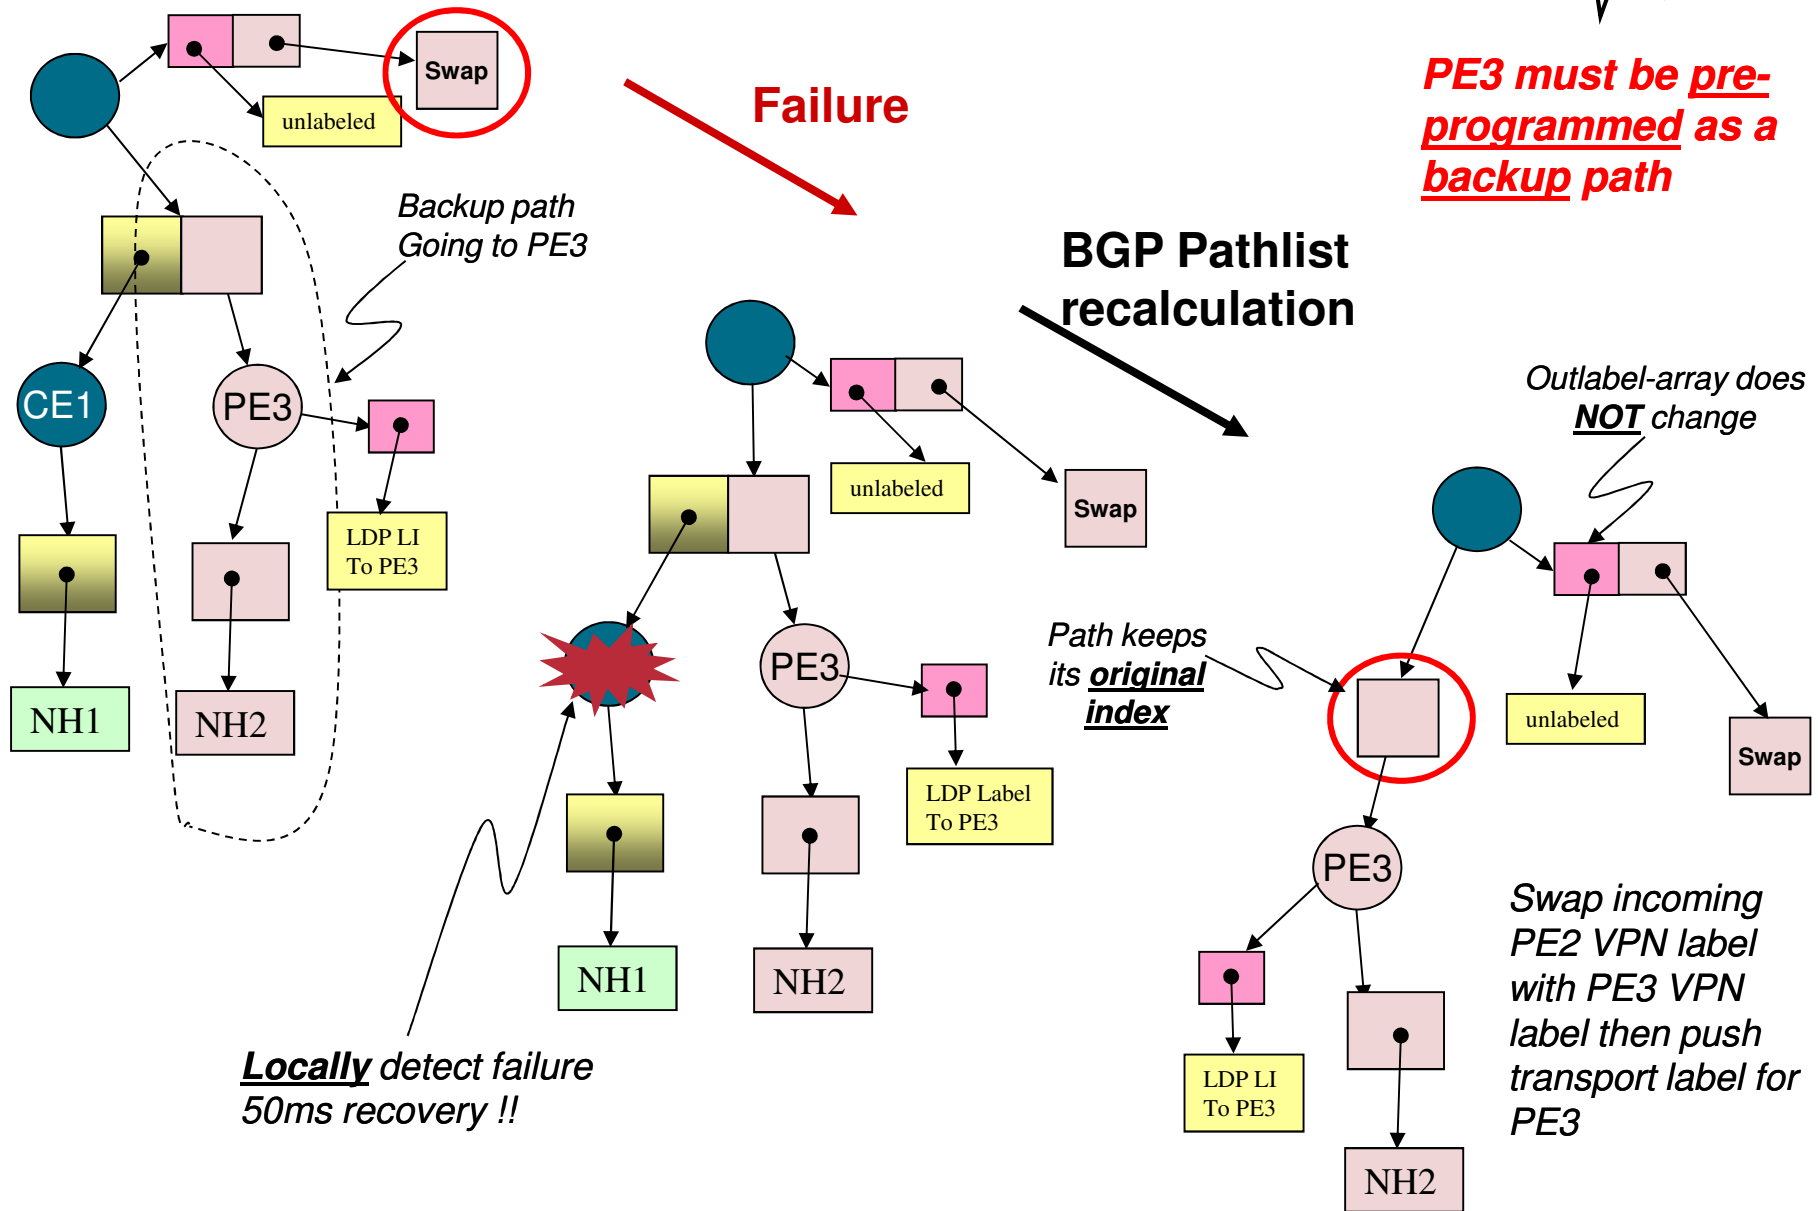 Swap
unlabeled
Failure
PE3 must be pre-
programmed as a
backup path
Backup path
Going to PE3
BGP Pathlist
recalculation
CE1
PE3
LDP LI
To PE3
NH1
NH2
unlabeled
Swap
Outlabel-array does
NOT change
PE3
LDP Label
To PE3
NH1
NH2
Locally detect failure
50ms recovery !!
Path keeps
its original
index
unlabeled
Swap
PE3
LDP LI
To PE3
NH2
Swap incoming
PE2 VPN label
with PE3 VPN
label then push
transport label for
PE3